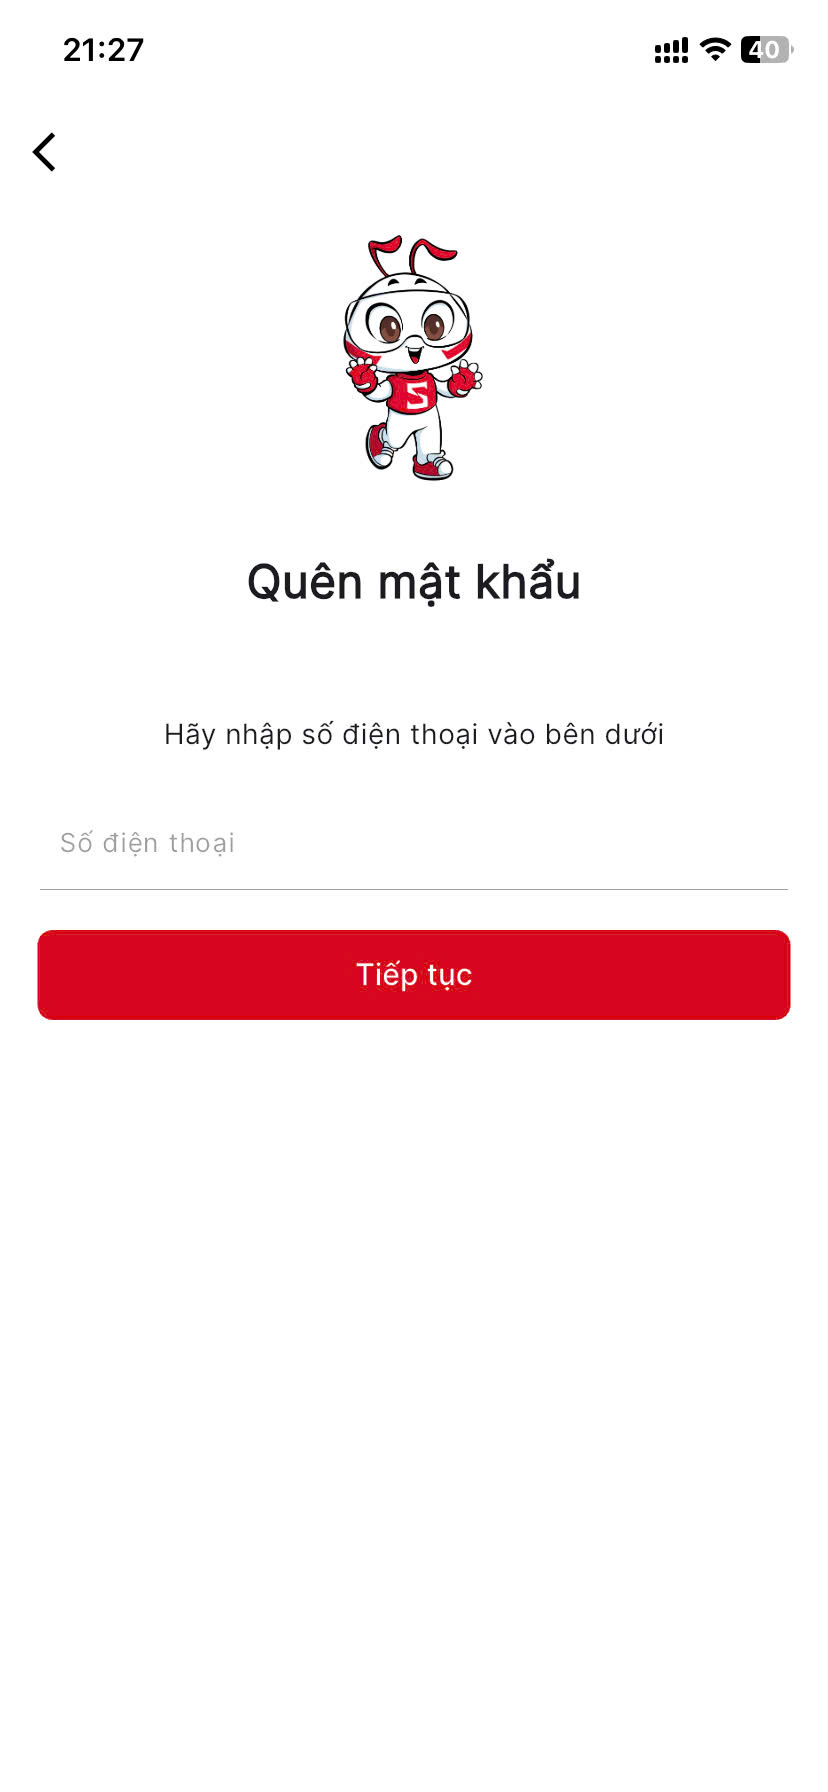 21:27
40
S
Quên mật khẩu
Hãy nhập số điện thoại vào bên dưới
Số điện thoại
Tiếp tục